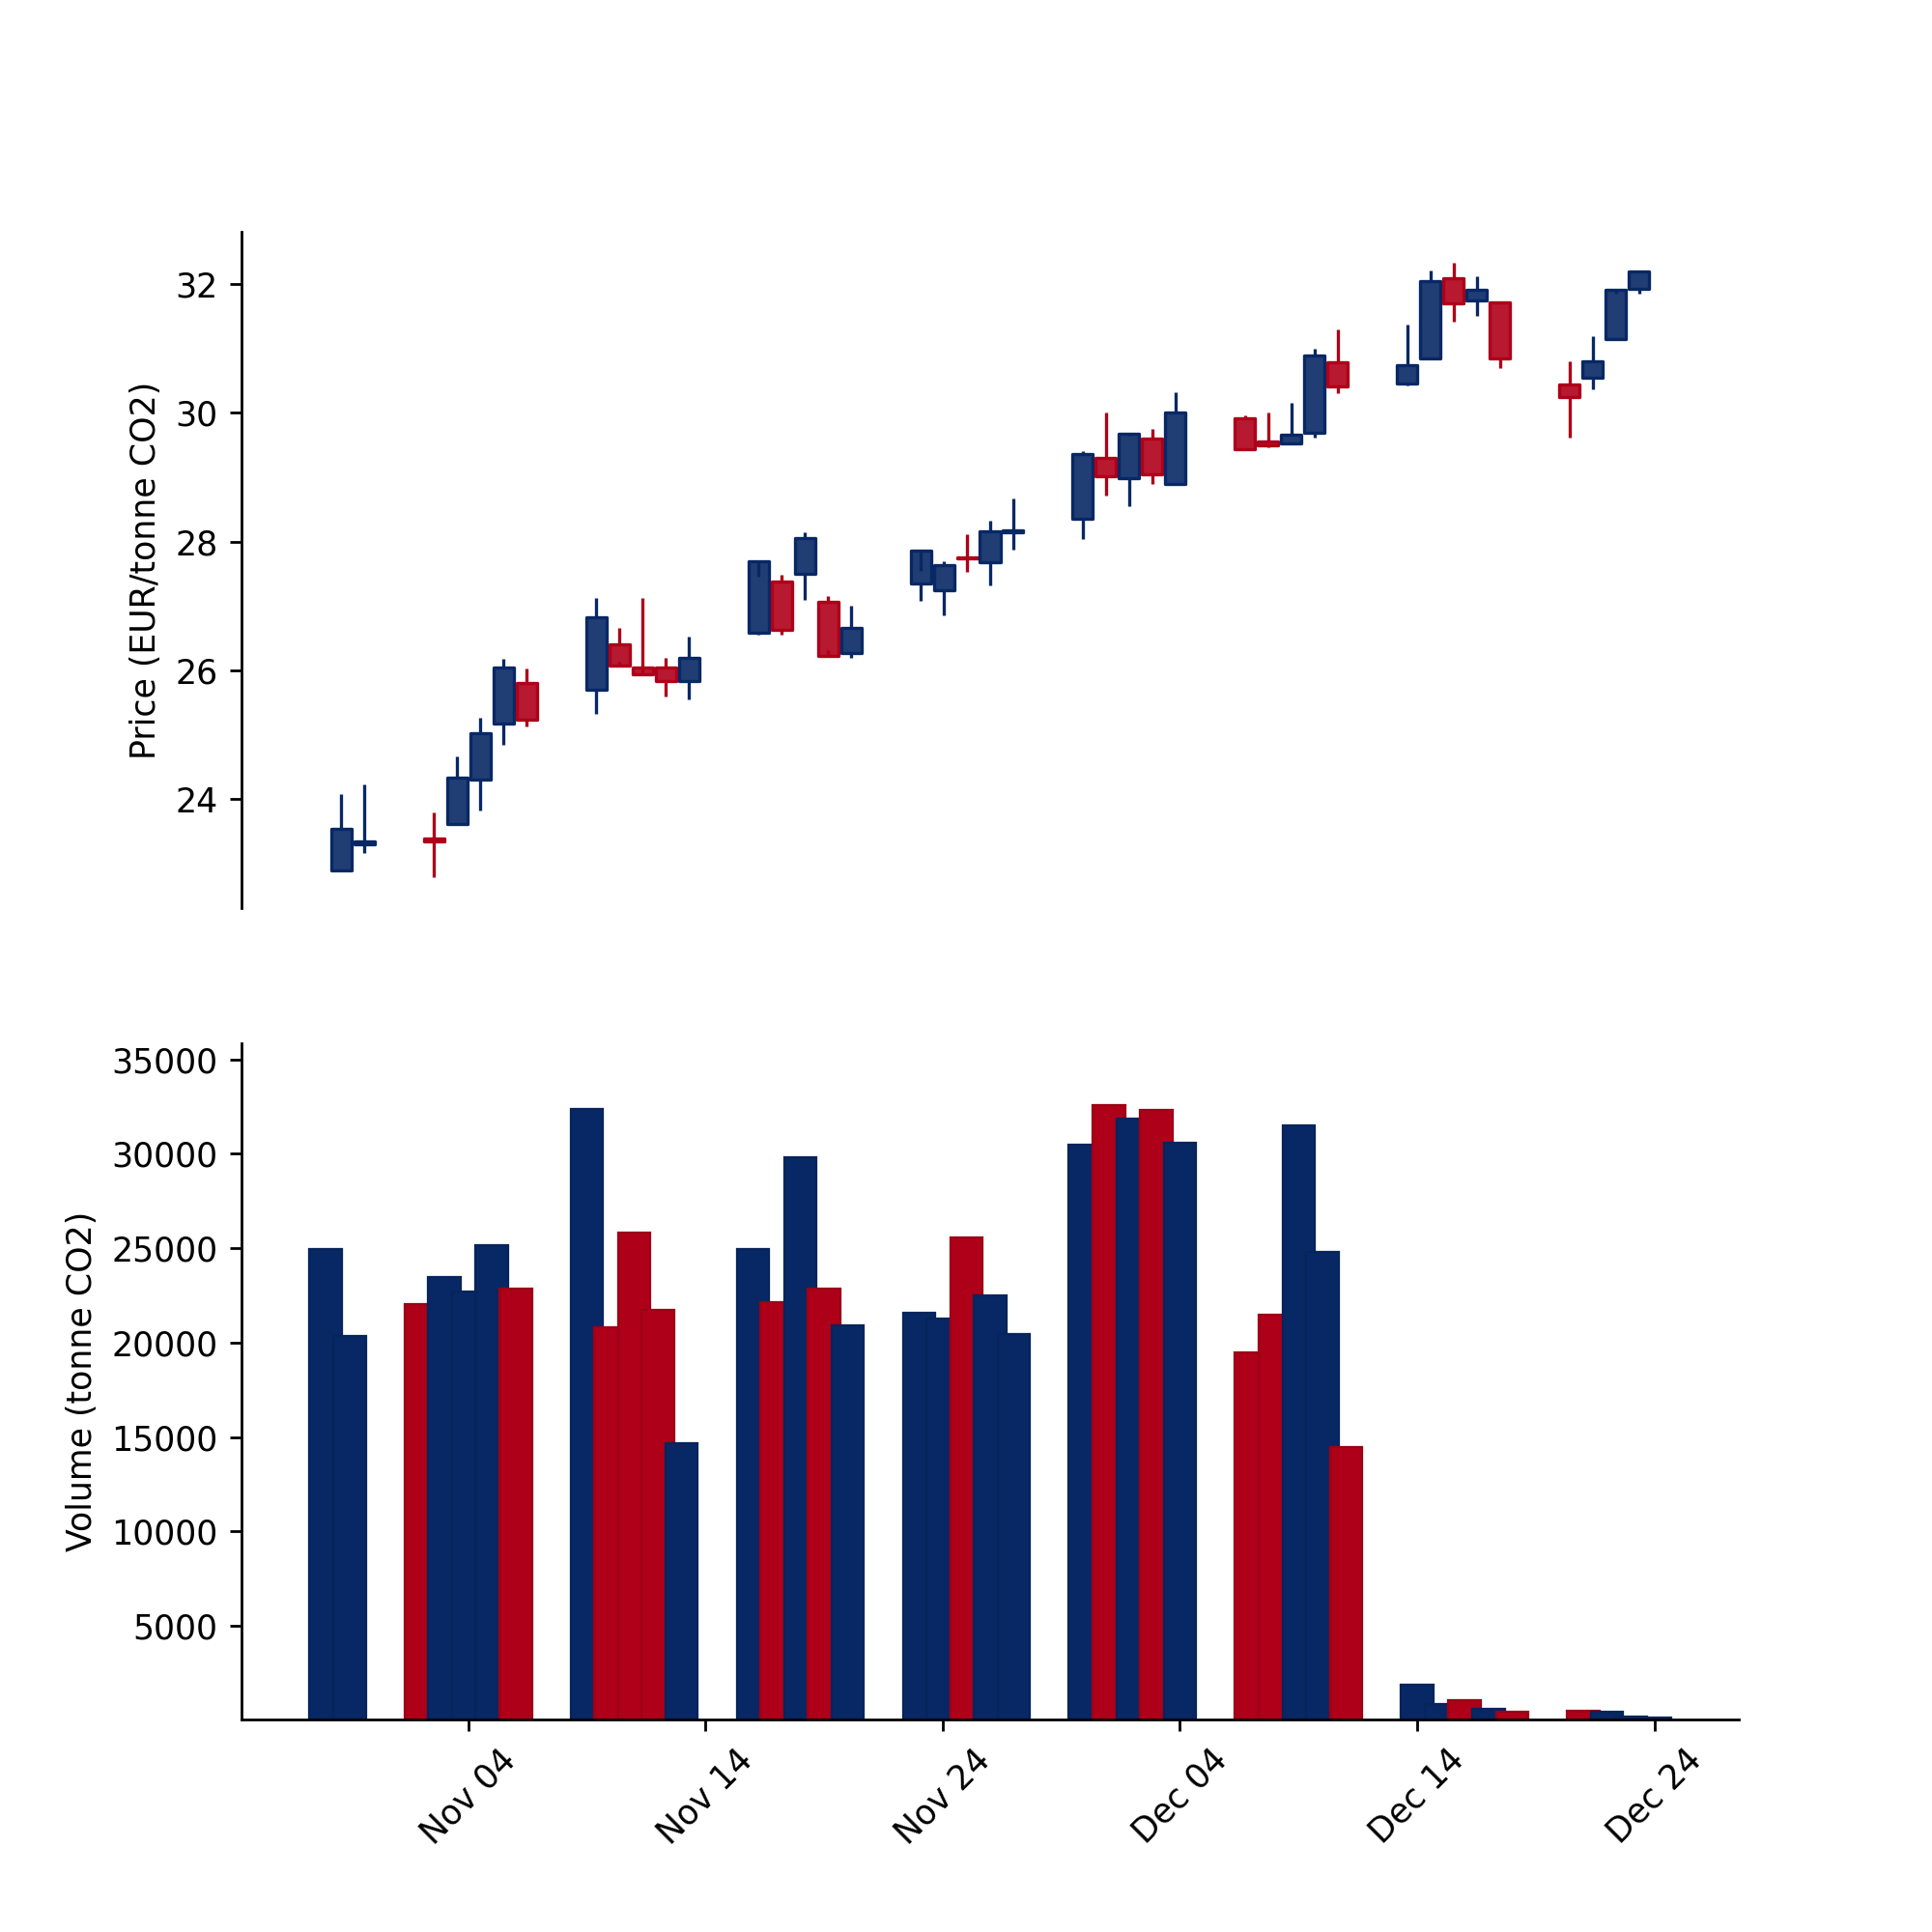 Price (EUR/tonne CO2)
32
30
28
26
24
Volume (tonne CO2)
35000
30000
25000
20000
15000
10000
5000
Nov 04
Nov 14
Nov 24
Dec 04
Dec 14
Dec 24